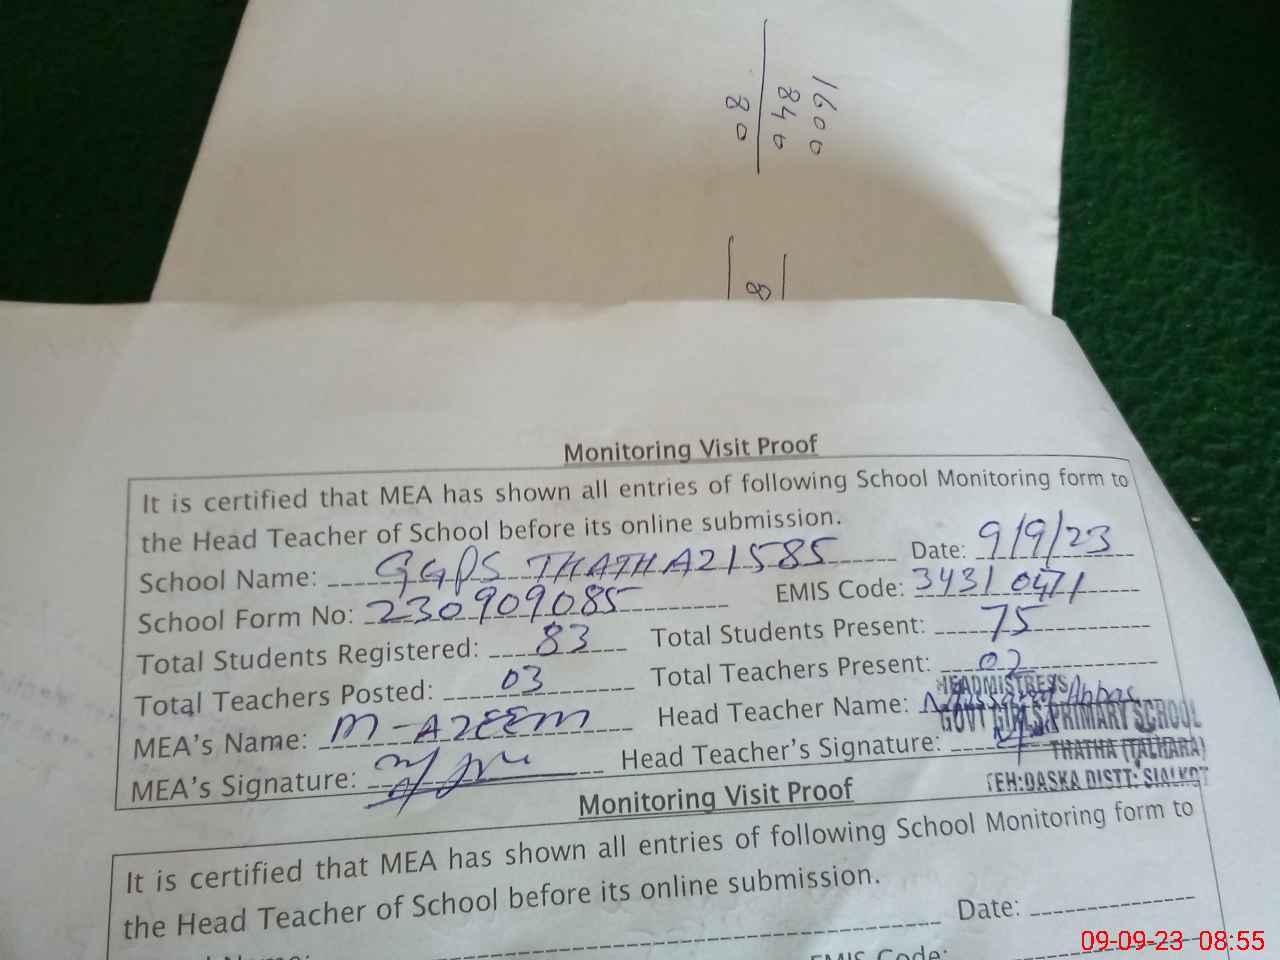 1600
840
80
8
Monitoring Visit Proof
It is certified that MEA has shown all entries of following School Monitoring form to
the Head Teacher of School before its online submission.
School Name: GGPS THATHA 21585 Date: 9/9/23
School Form No: 230909085 EMIS Code: 34310471
Total Students Registered: 83 Total Students Present: 75
Total Teachers Posted: 03 Total Teachers Present: 02
MEA's Name: M-AZEEM Head Teacher Name: Abbas
MEA's Signature: Head Teacher's Signature:
HEADMISTRESS
GOVT GIRLS PRIMARY SCHOOL
THATHA (TALHARA)
TEH:DASKA DISTT: SIALKOT
Monitoring Visit Proof
It is certified that MEA has shown all entries of following School Monitoring form to
the Head Teacher of School before its online submission.
Date:
Name: EMIS Code:
09-09-23 08:55